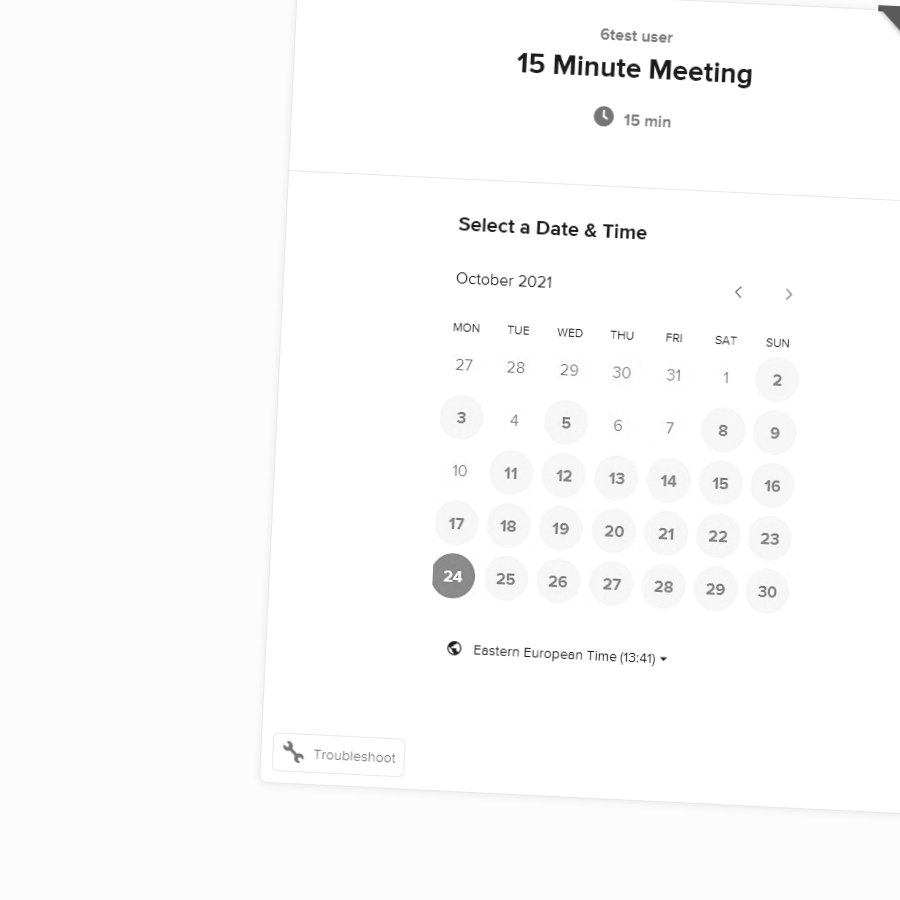 6test user
15 Minute Meeting
15 min
Select a Date & Time
October 2021
MON TUE WED THU FRI SAT SUN
27 28 29 30 31 1 2
3 4 5 6 7 8 9
10 11 12 13 14 15 16
17 18 19 20 21 22 23
24 25 26 27 28 29 30
Eastern European Time (13:41)
Troubleshoot